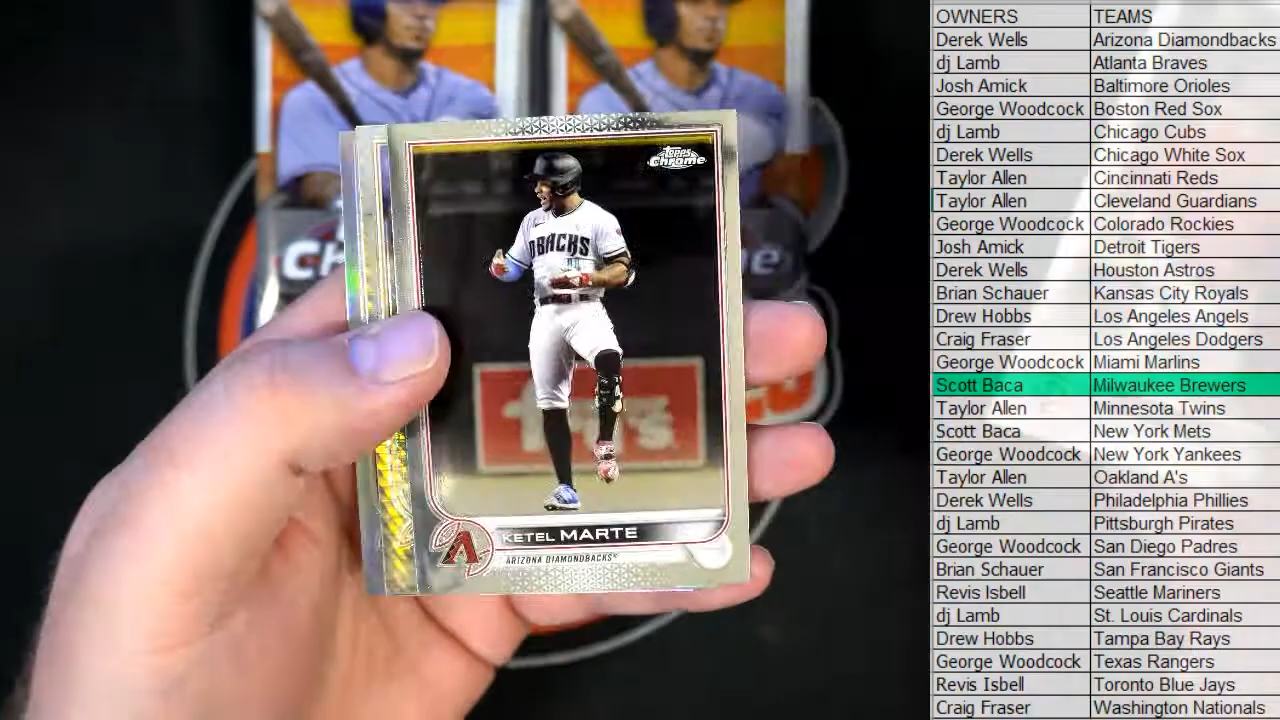 Topps
Chrome
DBACKS
KETEL MARTE
ARIZONA DIAMONDBACKS
OWNERS TEAMS
Derek Wells Arizona Diamondbacks
dj Lamb Atlanta Braves
Josh Amick Baltimore Orioles
George Woodcock Boston Red Sox
dj Lamb Chicago Cubs
Derek Wells Chicago White Sox
Taylor Allen Cincinnati Reds
Taylor Allen Cleveland Guardians
George Woodcock Colorado Rockies
Josh Amick Detroit Tigers
Derek Wells Houston Astros
Brian Schauer Kansas City Royals
Drew Hobbs Los Angeles Angels
Craig Fraser Los Angeles Dodgers
George Woodcock Miami Marlins
Scott Baca Milwaukee Brewers
Taylor Allen Minnesota Twins
Scott Baca New York Mets
George Woodcock New York Yankees
Taylor Allen Oakland A's
Derek Wells Philadelphia Phillies
dj Lamb Pittsburgh Pirates
George Woodcock San Diego Padres
Brian Schauer San Francisco Giants
Revis Isbell Seattle Mariners
dj Lamb St. Louis Cardinals
Drew Hobbs Tampa Bay Rays
George Woodcock Texas Rangers
Revis Isbell Toronto Blue Jays
Craig Fraser Washington Nationals